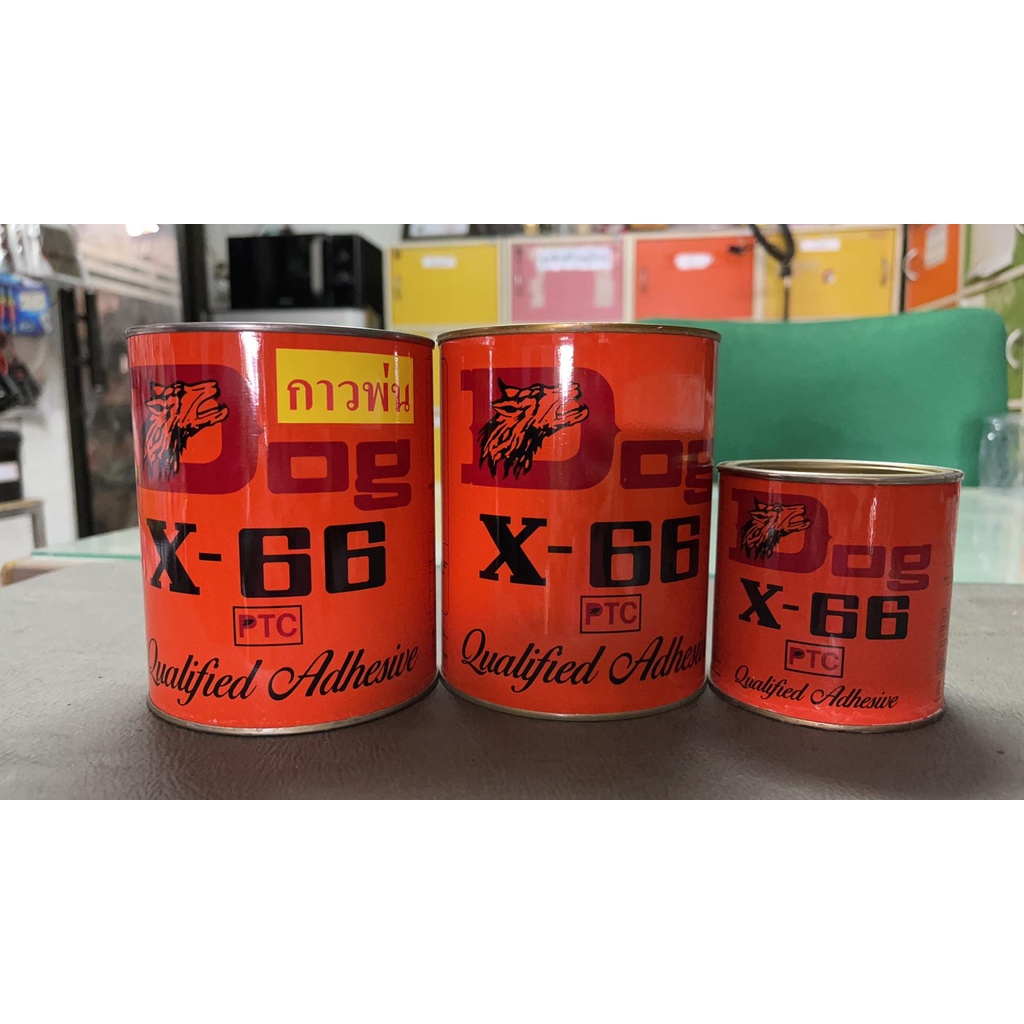 กาวพ่น
Dog
X-66
PTC
Qualified Adhesive
Dog
X-66
PTC
Qualified Adhesive
Dog
X-66
PTC
Qualified Adhesive